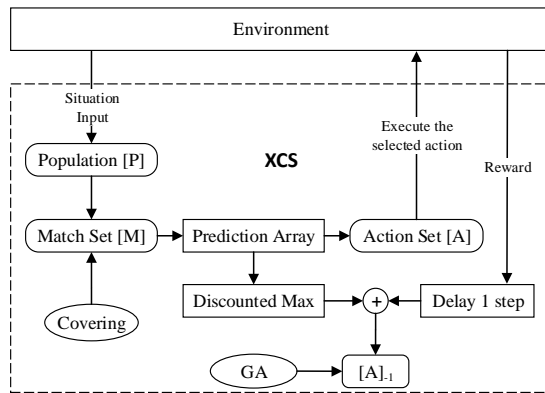 Environment
Situation
Input
Execute the
selected action
Population [P]
XCS
Reward
Match Set [M]
Prediction Array
Action Set [A]
Discounted Max
+
Delay 1 step
Covering
GA
[A]-1